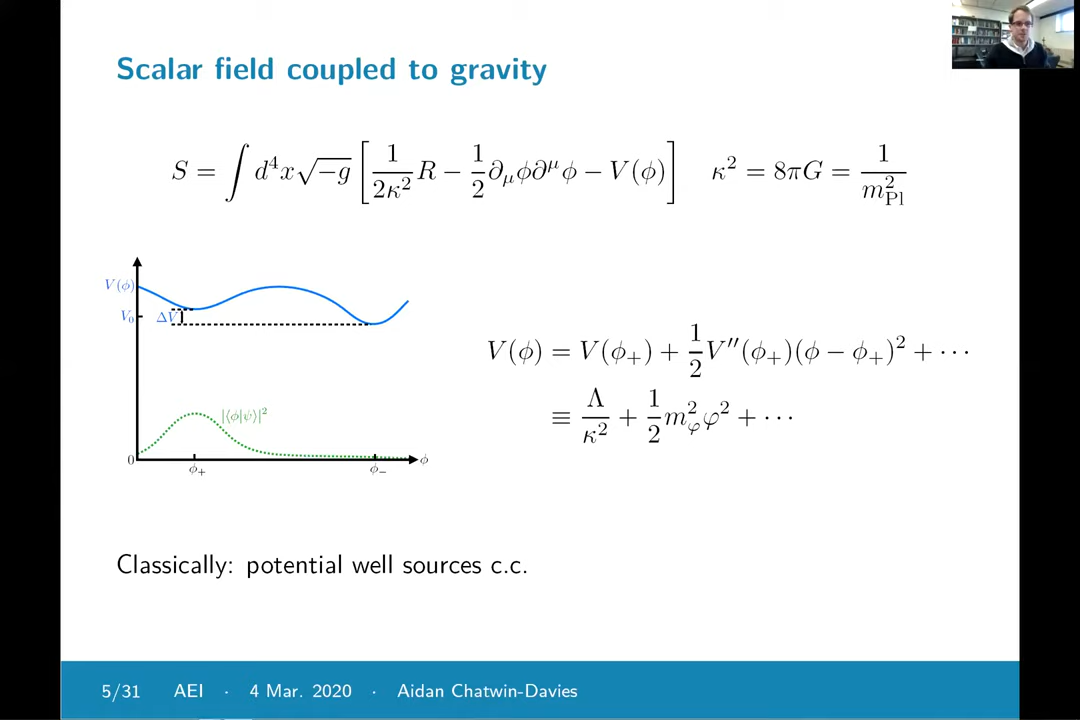 Scalar field coupled to gravity
S = ∫ d⁴x√−g [ 1/(2κ²) R − 1/2 ∂_μϕ∂^μϕ − V(ϕ) ]   κ² = 8πG = 1/m²_Pl
V(ϕ)
V₀
ΔV
|⟨ϕ|ψ⟩|²
0
ϕ₊
ϕ₋
ϕ
V(ϕ) = V(ϕ₊) + 1/2 V″(ϕ₊)(ϕ − ϕ₊)² + ⋯
≡ Λ/κ² + 1/2 m²_φ φ² + ⋯
Classically: potential well sources c.c.
5/31 AEI · 4 Mar. 2020 · Aidan Chatwin-Davies